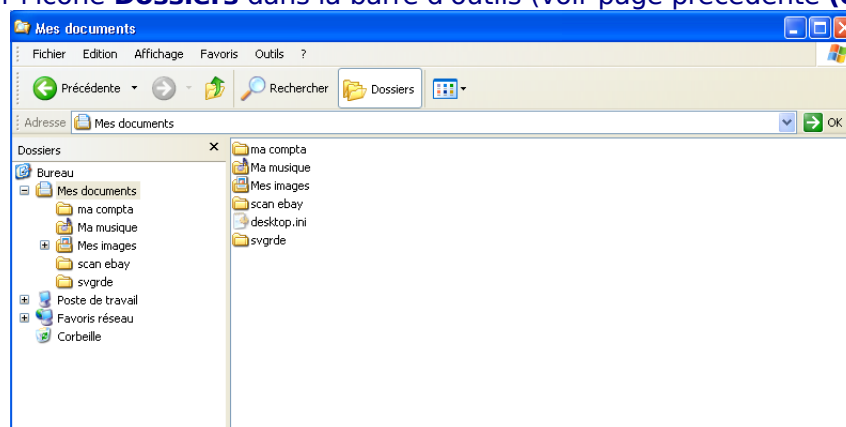 l'icône Dossiers dans la barre d'outils (voir page précédente
Mes documents
Fichier Edition Affichage Favoris Outils ?
Précédente Rechercher Dossiers
Adresse Mes documents OK
Dossiers
Bureau
Mes documents
ma compta
Ma musique
Mes images
scan ebay
svgrde
Poste de travail
Favoris réseau
Corbeille
ma compta
Ma musique
Mes images
scan ebay
desktop.ini
svgrde